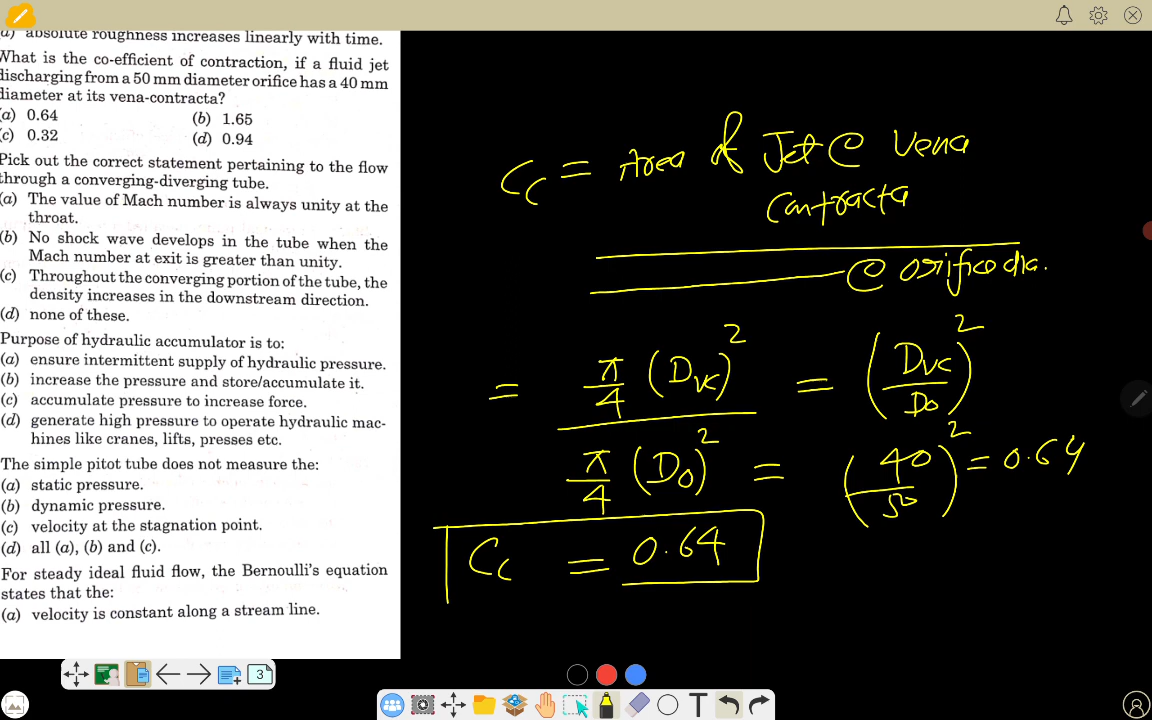 a) absolute roughness increases linearly with time.
What is the co-efficient of contraction, if a fluid jet
discharging from a 50 mm diameter orifice has a 40 mm
diameter at its vena-contracta?
(a) 0.64 (b) 1.65
(c) 0.32 (d) 0.94
Pick out the correct statement pertaining to the flow
through a converging-diverging tube.
(a) The value of Mach number is always unity at the
throat.
(b) No shock wave develops in the tube when the
Mach number at exit is greater than unity.
(c) Throughout the converging portion of the tube, the
density increases in the downstream direction.
(d) none of these.
Purpose of hydraulic accumulator is to:
(a) ensure intermittent supply of hydraulic pressure.
(b) increase the pressure and store/accumulate it.
(c) accumulate pressure to increase force.
(d) generate high pressure to operate hydraulic mac-
hines like cranes, lifts, presses etc.
The simple pitot tube does not measure the:
(a) static pressure.
(b) dynamic pressure.
(c) velocity at the stagnation point.
(d) all (a), (b) and (c).
For steady ideal fluid flow, the Bernoulli's equation
states that the:
(a) velocity is constant along a stream line.
Cc = Area of Jet @ Vena
Contracta
@ orifice dia.
= π/4 (Dvc)² = (Dvc/Do)²
π/4 (Do)² = (40/50)² = 0.64
Cc = 0.64
3
T